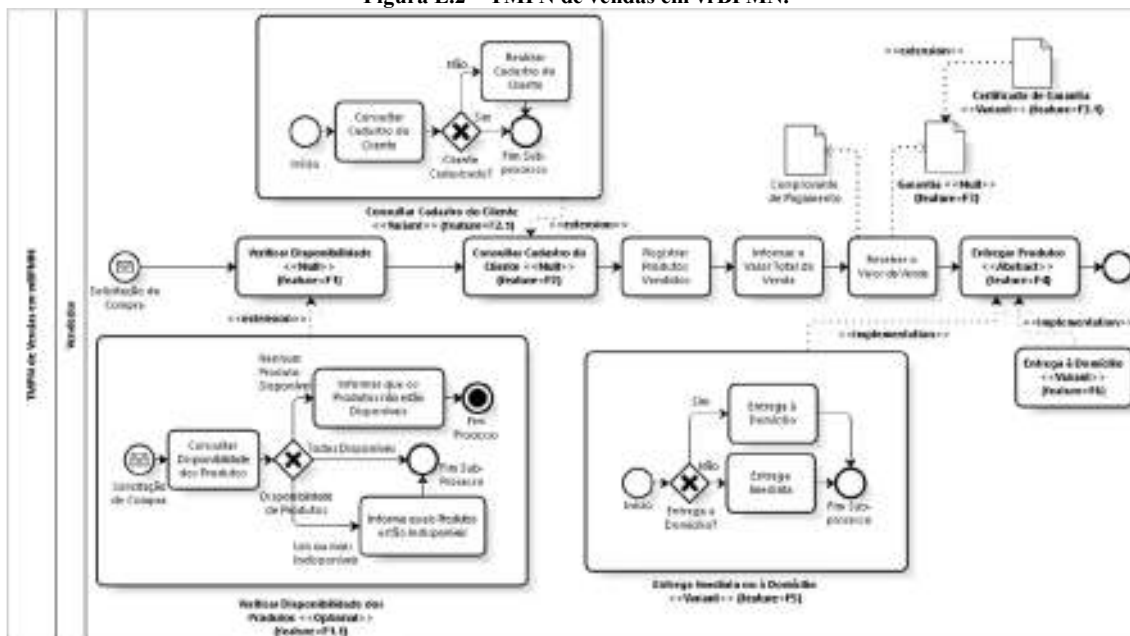 Figura E.2 – TMPN de vendas em vrBPMN.
TMPN de Vendas em vrBPMN
Vendedor
Início
Consultar
Cadastro do
Cliente
Cliente
Cadastrado?
Não
Sim
Realizar
Cadastro do
Cliente
Fim Sub-
processo
Consultar Cadastro do Cliente
<<Variant>> (feature=F2.1)
<<extension>>
<<extension>>
Certificado de Garantia
<<Variant>> (feature=F3.1)
Comprovante
de Pagamento
Garantia <<Null>>
(feature=F3)
Solicitação de
Compra
Verificar Disponibilidade
<<Null>>
(feature=F1)
Consultar Cadastro do
Cliente <<Null>>
(feature=F2)
Registrar
Produtos
Vendidos
Informar o
Valor Total da
Venda
Receber o
Valor da Venda
Entregar Produtos
<<Abstract>>
(feature=F4)
<<extension>>
<<Implementation>>
<<Implementation>>
Entrega à Domicílio
<<Variant>>
(feature=F6)
Solicitação
de Compra
Consultar
Disponibilidade
dos Produtos
Nenhum
Produto
Disponível
Informar que os
Produtos não estão
Disponíveis
Fim
Processo
Todos Disponíveis
Fim Sub-
Processo
Disponibilidade
de Produtos
Um ou mais
Indisponíveis
Informa quais Produtos
estão Indisponíveis
Verificar Disponibilidade dos
Produtos <<Optional>>
(feature=F1.1)
Início
Entrega a
Domicílio?
Sim
Não
Entrega à
Domicílio
Entrega
Imediata
Fim Sub-
processo
Entrega Imediata ou à Domicílio
<<Variant>> (feature=F5)